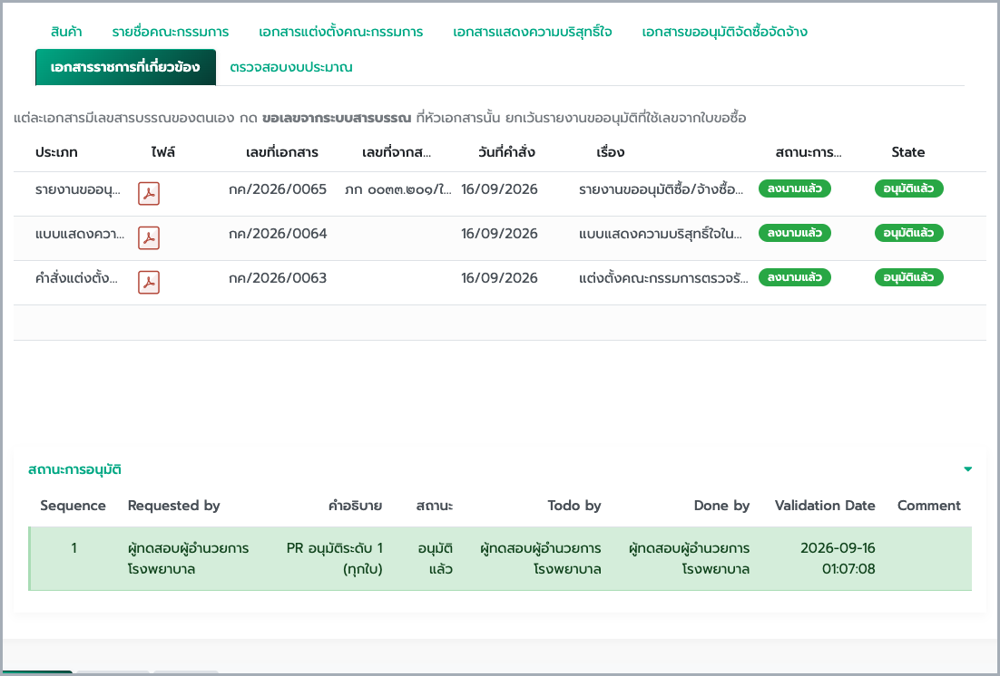 สินค้า รายชื่อคณะกรรมการ เอกสารแต่งตั้งคณะกรรมการ เอกสารแสดงความบริสุทธิ์ใจ เอกสารขออนุมัติจัดซื้อจัดจ้าง
เอกสารราชการที่เกี่ยวข้อง ตรวจสอบงบประมาณ
แต่ละเอกสารมีเลขสารบรรณของตนเอง กด ขอเลขจากระบบสารบรรณ ที่หัวเอกสารนั้น ยกเว้นรายงานขออนุมัติที่ใช้เลขจากใบขอซื้อ
ประเภท ไฟล์ เลขที่เอกสาร เลขที่จากส... วันที่คำสั่ง เรื่อง สถานะการ... State
รายงานขออนุ... กค/2026/0065 ภก ๐๐๓๓.๒๐๑/ใ... 16/09/2026 รายงานขออนุมัติซื้อ/จ้างซื้อ... ลงนามแล้ว อนุมัติแล้ว
แบบแสดงควา... กค/2026/0064 16/09/2026 แบบแสดงความบริสุทธิ์ใจใน... ลงนามแล้ว อนุมัติแล้ว
คำสั่งแต่งตั้ง... กค/2026/0063 16/09/2026 แต่งตั้งคณะกรรมการตรวจรั... ลงนามแล้ว อนุมัติแล้ว
สถานะการอนุมัติ
Sequence Requested by คำอธิบาย สถานะ Todo by Done by Validation Date Comment
1 ผู้ทดสอบผู้อำนวยการ PR อนุมัติระดับ 1 อนุมัติ ผู้ทดสอบผู้อำนวยการ ผู้ทดสอบผู้อำนวยการ 2026-09-16
โรงพยาบาล (ทุกใบ) แล้ว โรงพยาบาล โรงพยาบาล 01:07:08